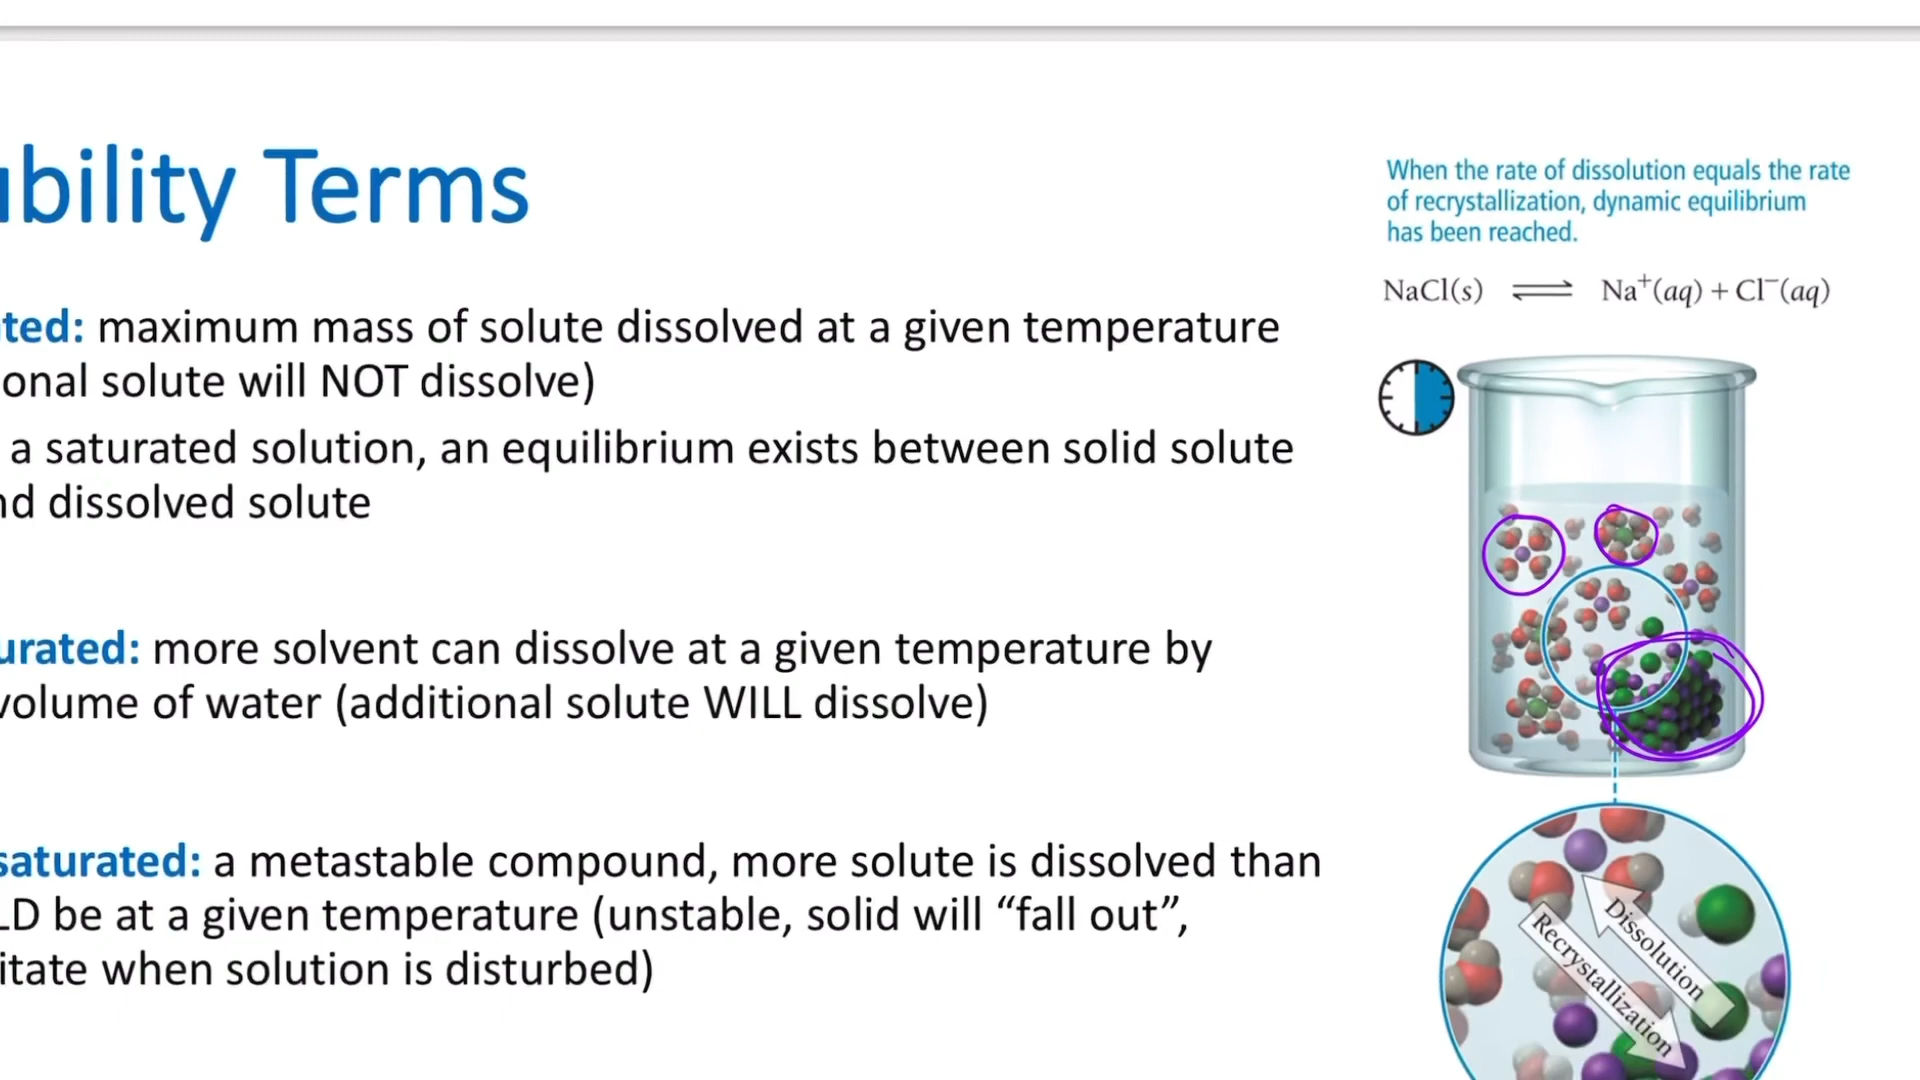 ubility Terms
ted: maximum mass of solute dissolved at a given temperature
onal solute will NOT dissolve)
a saturated solution, an equilibrium exists between solid solute
nd dissolved solute
urated: more solvent can dissolve at a given temperature by
volume of water (additional solute WILL dissolve)
saturated: a metastable compound, more solute is dissolved than
LD be at a given temperature (unstable, solid will “fall out”,
itate when solution is disturbed)
When the rate of dissolution equals the rate
of recrystallization, dynamic equilibrium
has been reached.
NaCl(s) ⇌ Na⁺(aq) + Cl⁻(aq)
Dissolution
Recrystallization